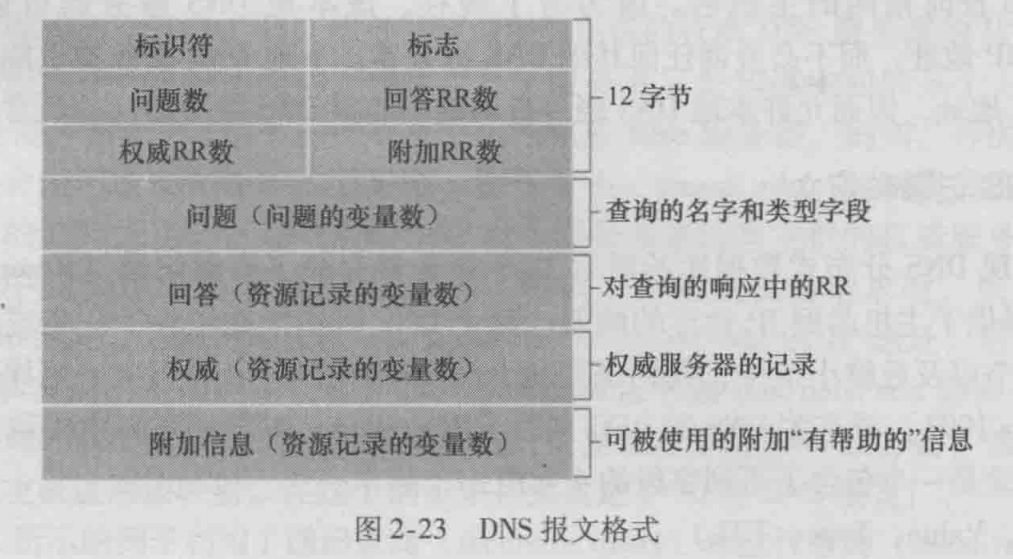 标识符 标志
问题数 回答RR数 12字节
权威RR数 附加RR数
问题（问题的变量数） 查询的名字和类型字段
回答（资源记录的变量数） 对查询的响应中的RR
权威（资源记录的变量数） 权威服务器的记录
附加信息（资源记录的变量数） 可被使用的附加“有帮助的”信息
图 2-23 DNS 报文格式